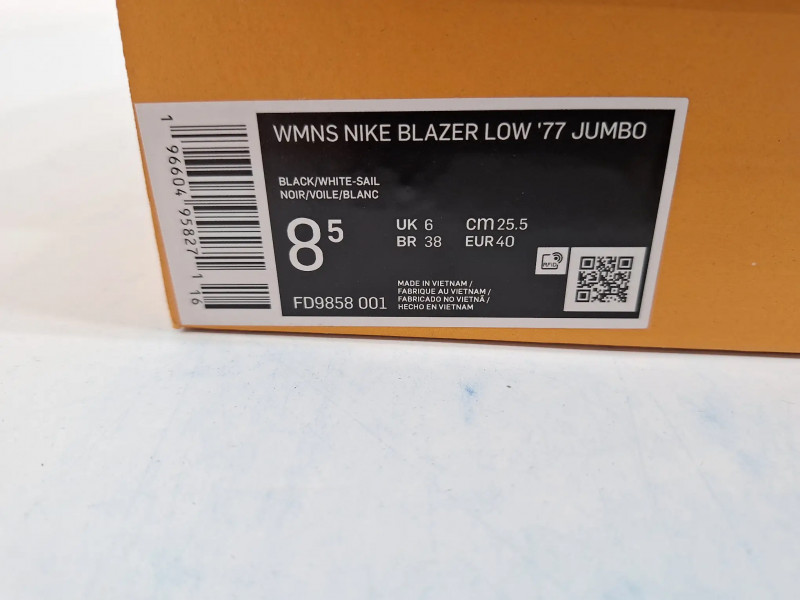 WMNS NIKE BLAZER LOW '77 JUMBO
BLACK/WHITE-SAIL
NOIR/VOILE/BLANC
8 5
UK 6 cm 25.5
BR 38 EUR 40
FD9858 001
MADE IN VIETNAM /
FABRIQUE AU VIETNAM /
FABRICADO NO VIETNÃ /
HECHO EN VIETNAM
RFID
1 96604 95827 1 16